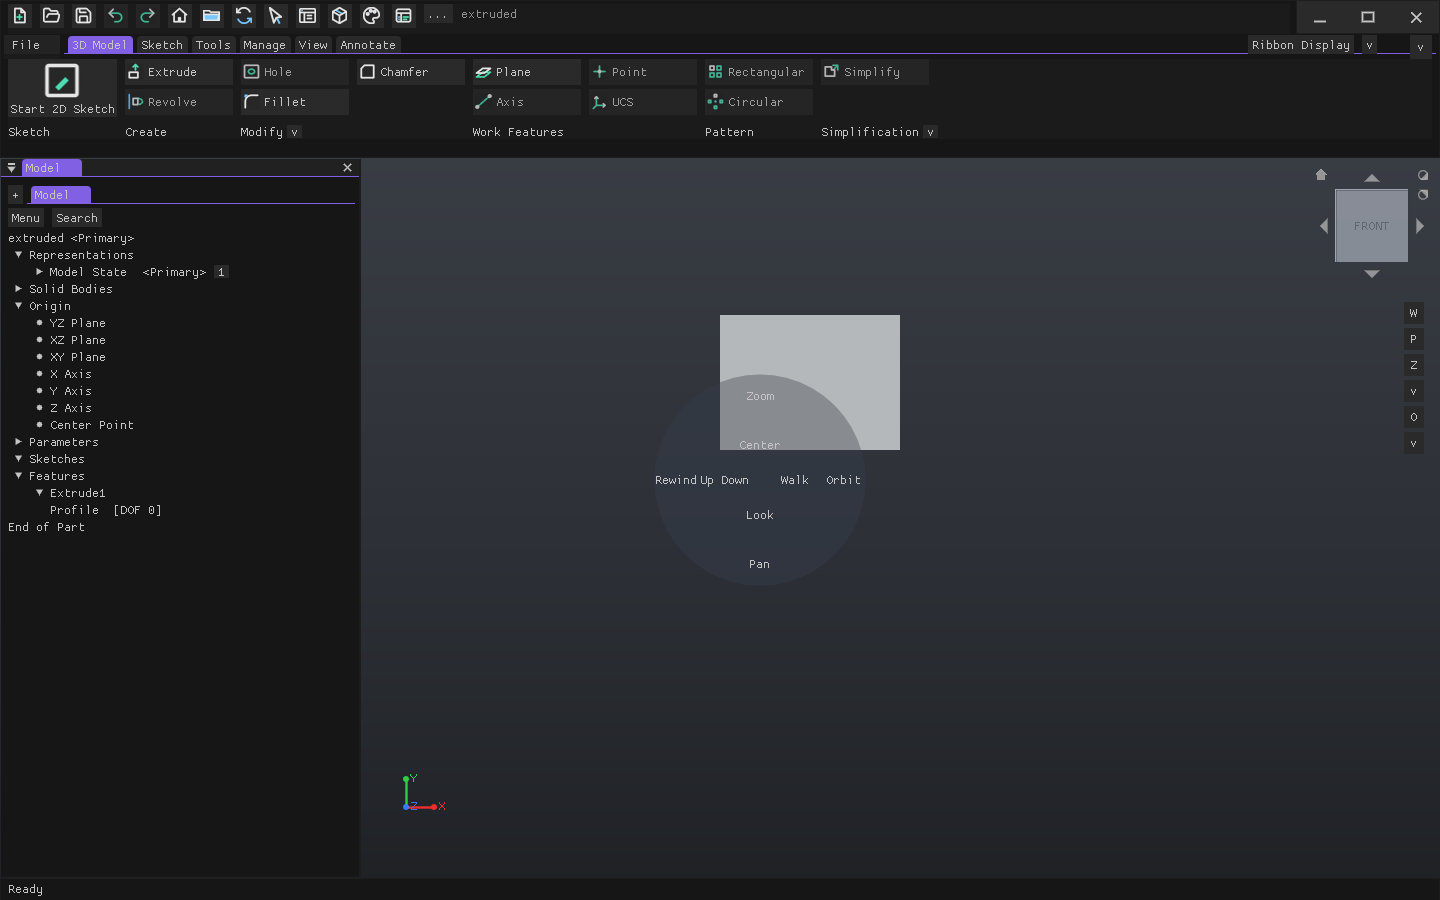 ... extruded
File 3D Model Sketch Tools Manage View Annotate Ribbon Display v v
Start 2D Sketch
Extrude Hole Chamfer Plane Point Rectangular Simplify
Revolve Fillet Axis UCS Circular
Sketch Create Modify v Work Features Pattern Simplification v
Model
+ Model
Menu Search
extruded <Primary>
Representations
Model State <Primary> 1
Solid Bodies
Origin
YZ Plane
XZ Plane
XY Plane
X Axis
Y Axis
Z Axis
Center Point
Parameters
Sketches
Features
Extrude1
Profile [DOF 0]
End of Part
FRONT
W
P
Z
v
O
v
Zoom
Center
Rewind Up Down Walk Orbit
Look
Pan
Y
Z X
Ready